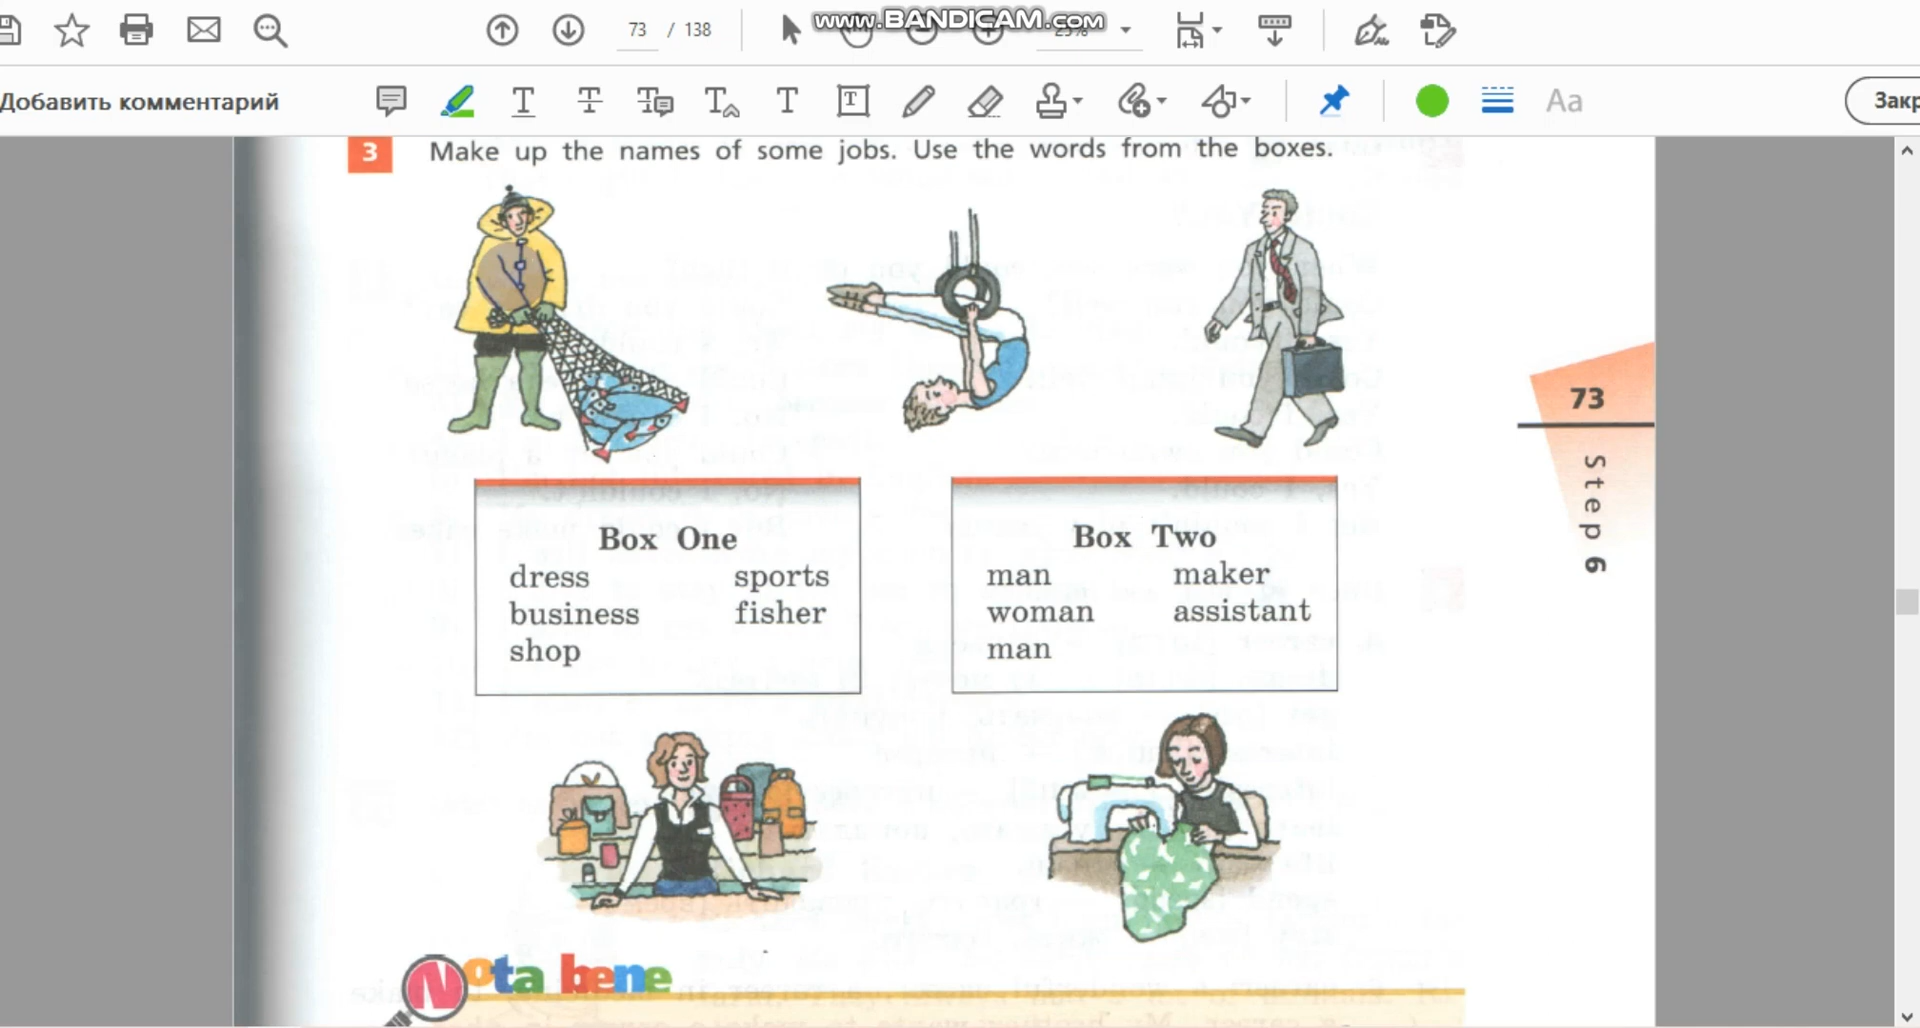 www.BANDICAM.com
73 / 138
Добавить комментарий
Aa
3 Make up the names of some jobs. Use the words from the boxes.
73
Step 6
Box One
dress sports
business fisher
shop
Box Two
man maker
woman assistant
man
Nota bene